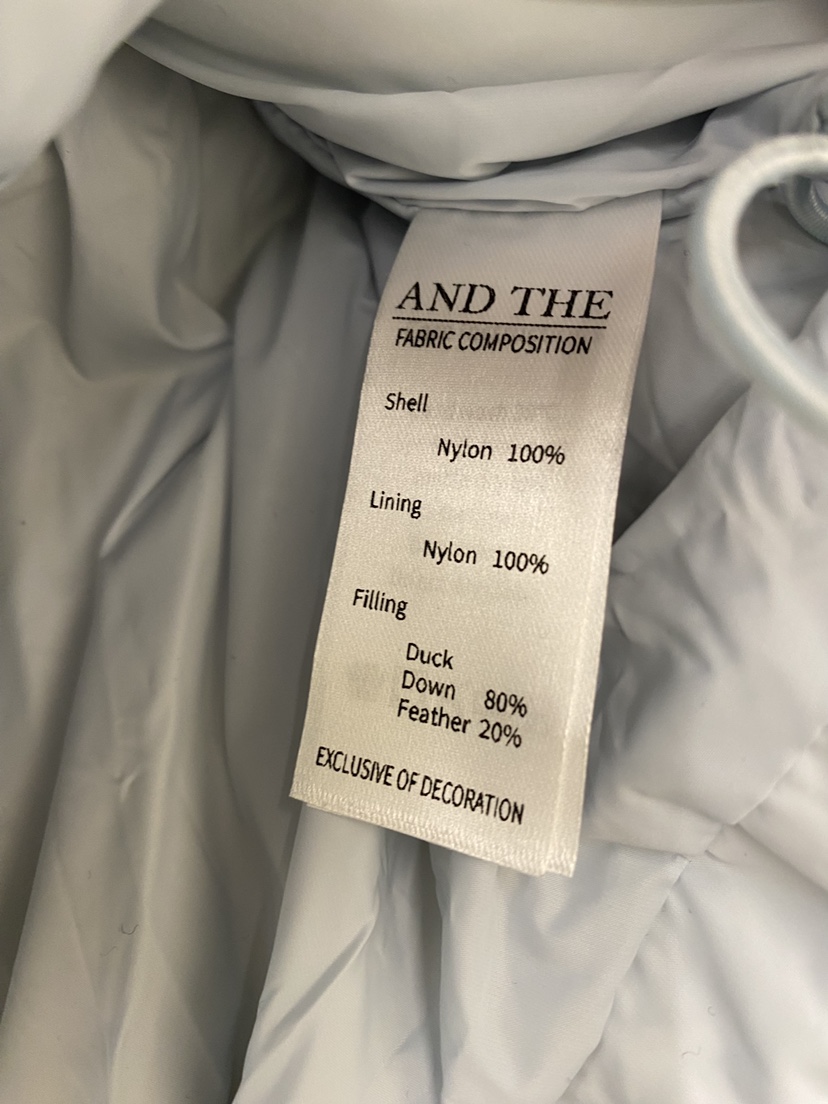 AND THE
FABRIC COMPOSITION
Shell
Nylon 100%
Lining
Nylon 100%
Filling
Duck
Down 80%
Feather 20%
EXCLUSIVE OF DECORATION